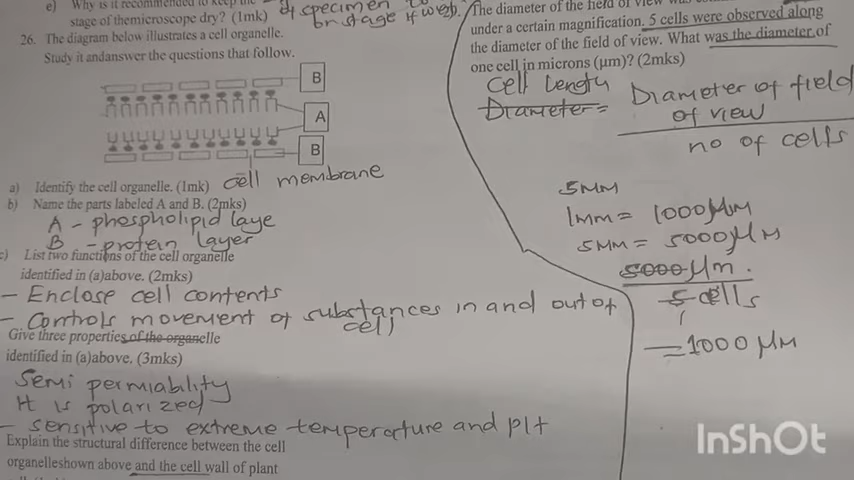 e) Why is it recommended to keep the
stage of themicroscope dry? (1mk)
of specimen to
on stage if wet.
26. The diagram below illustrates a cell organelle.
Study it andanswer the questions that follow.
B
A
B
a) Identify the cell organelle. (1mk) cell membrane
b) Name the parts labeled A and B. (2mks)
A - phospholipid laye
B - protein layer
c) List two functions of the cell organelle
identified in (a)above. (2mks)
- Enclose cell contents
- Controls movement of substances in and out of
cell
Give three properties of the organelle
identified in (a)above. (3mks)
Semi permiability
It is polarized
- sensitive to extreme temperature and PH
Explain the structural difference between the cell
organelleshown above and the cell wall of plant
The diameter of the field of view was
under a certain magnification. 5 cells were observed along
the diameter of the field of view. What was the diameter of
one cell in microns (µm)? (2mks)
Cell Length
Diameter = Diameter of field
of view
no of cells
5MM
1MM = 1000µM
5MM = 5000µM
5000µm.
5 cells
1
= 1000 µM
InShOt